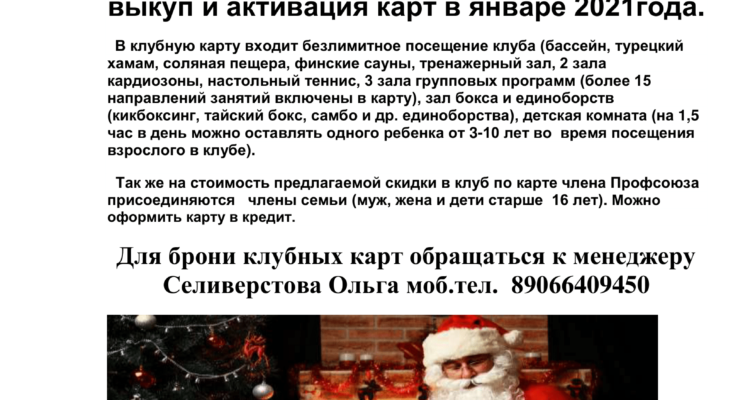 выкуп и активация карт в январе 2021года.
В клубную карту входит безлимитное посещение клуба (бассейн, турецкий
хамам, соляная пещера, финские сауны, тренажерный зал, 2 зала
кардиозоны, настольный теннис, 3 зала групповых программ (более 15
направлений занятий включены в карту), зал бокса и единоборств
(кикбоксинг, тайский бокс, самбо и др. единоборства), детская комната (на 1,5
час в день можно оставлять одного ребенка от 3-10 лет во время посещения
взрослого в клубе).
Так же на стоимость предлагаемой скидки в клуб по карте члена Профсоюза
присоединяются члены семьи (муж, жена и дети старше 16 лет). Можно
оформить карту в кредит.
Для брони клубных карт обращаться к менеджеру
Селиверстова Ольга моб.тел. 89066409450